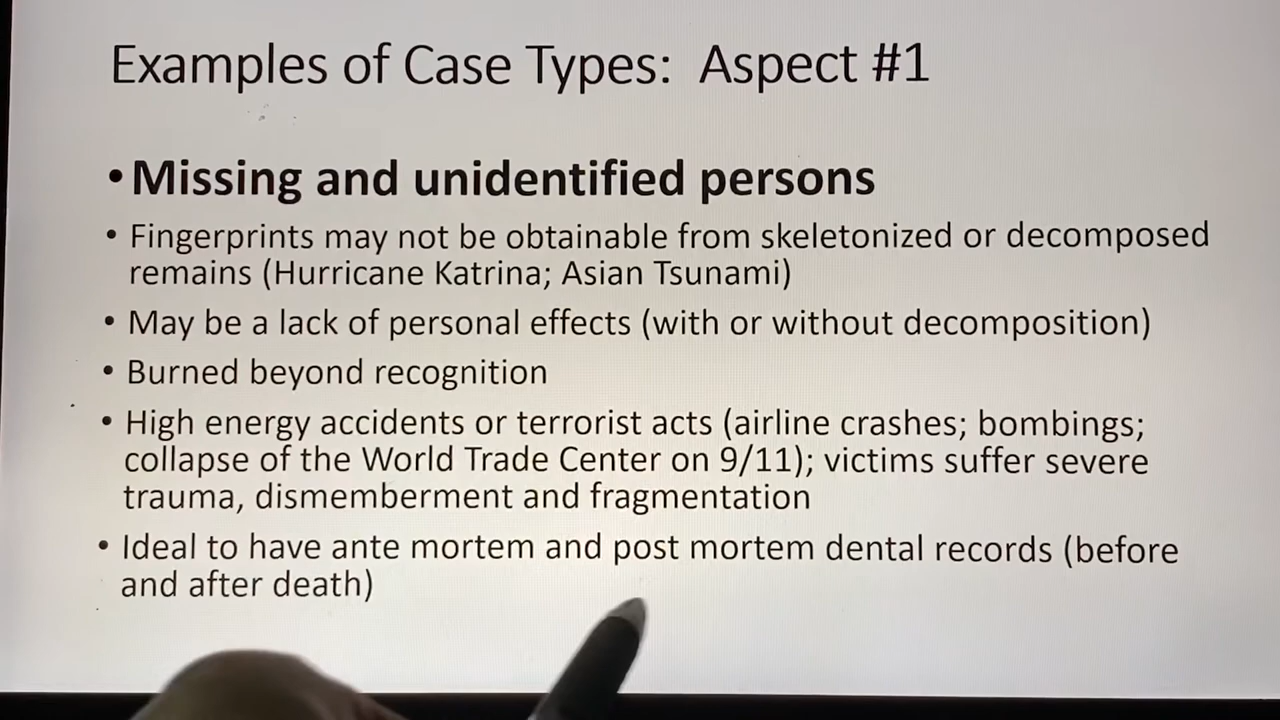 Examples of Case Types: Aspect #1
•Missing and unidentified persons
• Fingerprints may not be obtainable from skeletonized or decomposed
remains (Hurricane Katrina; Asian Tsunami)
• May be a lack of personal effects (with or without decomposition)
• Burned beyond recognition
• High energy accidents or terrorist acts (airline crashes; bombings;
collapse of the World Trade Center on 9/11); victims suffer severe
trauma, dismemberment and fragmentation
• Ideal to have ante mortem and post mortem dental records (before
and after death)